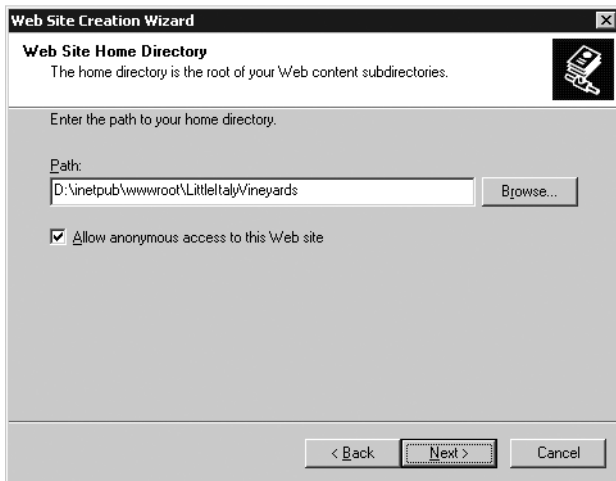 Web Site Creation Wizard
Web Site Home Directory
The home directory is the root of your Web content subdirectories.
Enter the path to your home directory.
Path:
D:\inetpub\wwwroot\LittleItalyVineyards
Browse...
Allow anonymous access to this Web site
< Back
Next >
Cancel